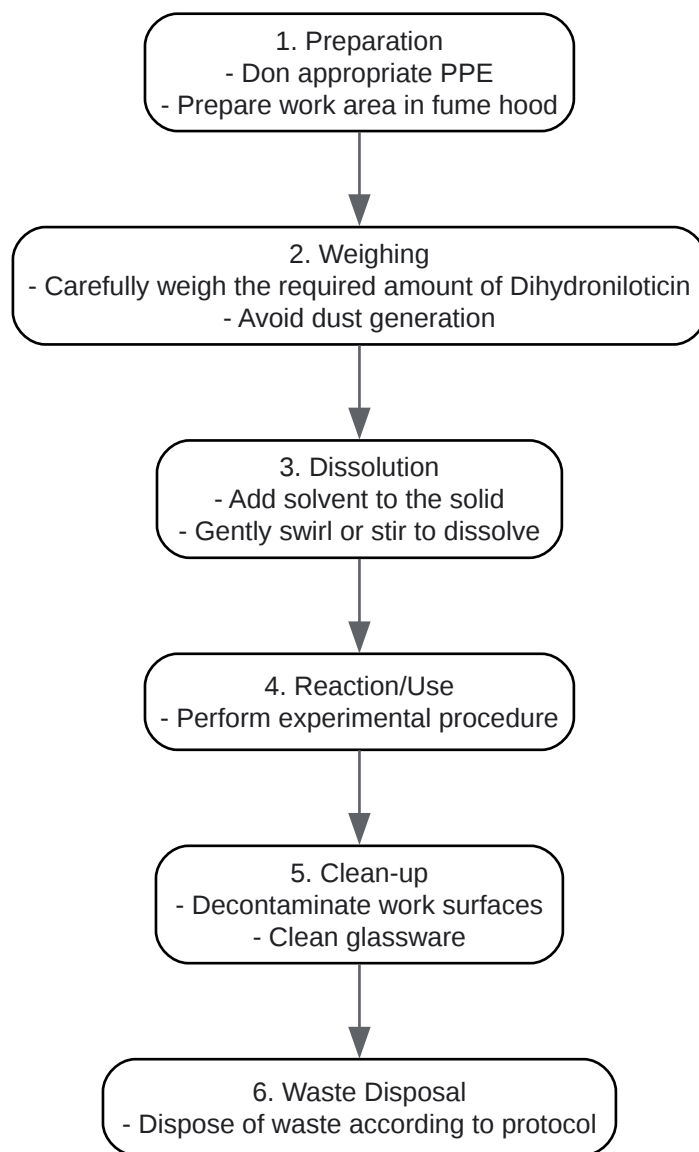 1. Preparation
- Don appropriate PPE
- Prepare work area in fume hood
2. Weighing
- Carefully weigh the required amount of Dihydroniloticin
- Avoid dust generation
3. Dissolution
- Add solvent to the solid
- Gently swirl or stir to dissolve
4. Reaction/Use
- Perform experimental procedure
5. Clean-up
- Decontaminate work surfaces
- Clean glassware
6. Waste Disposal
- Dispose of waste according to protocol